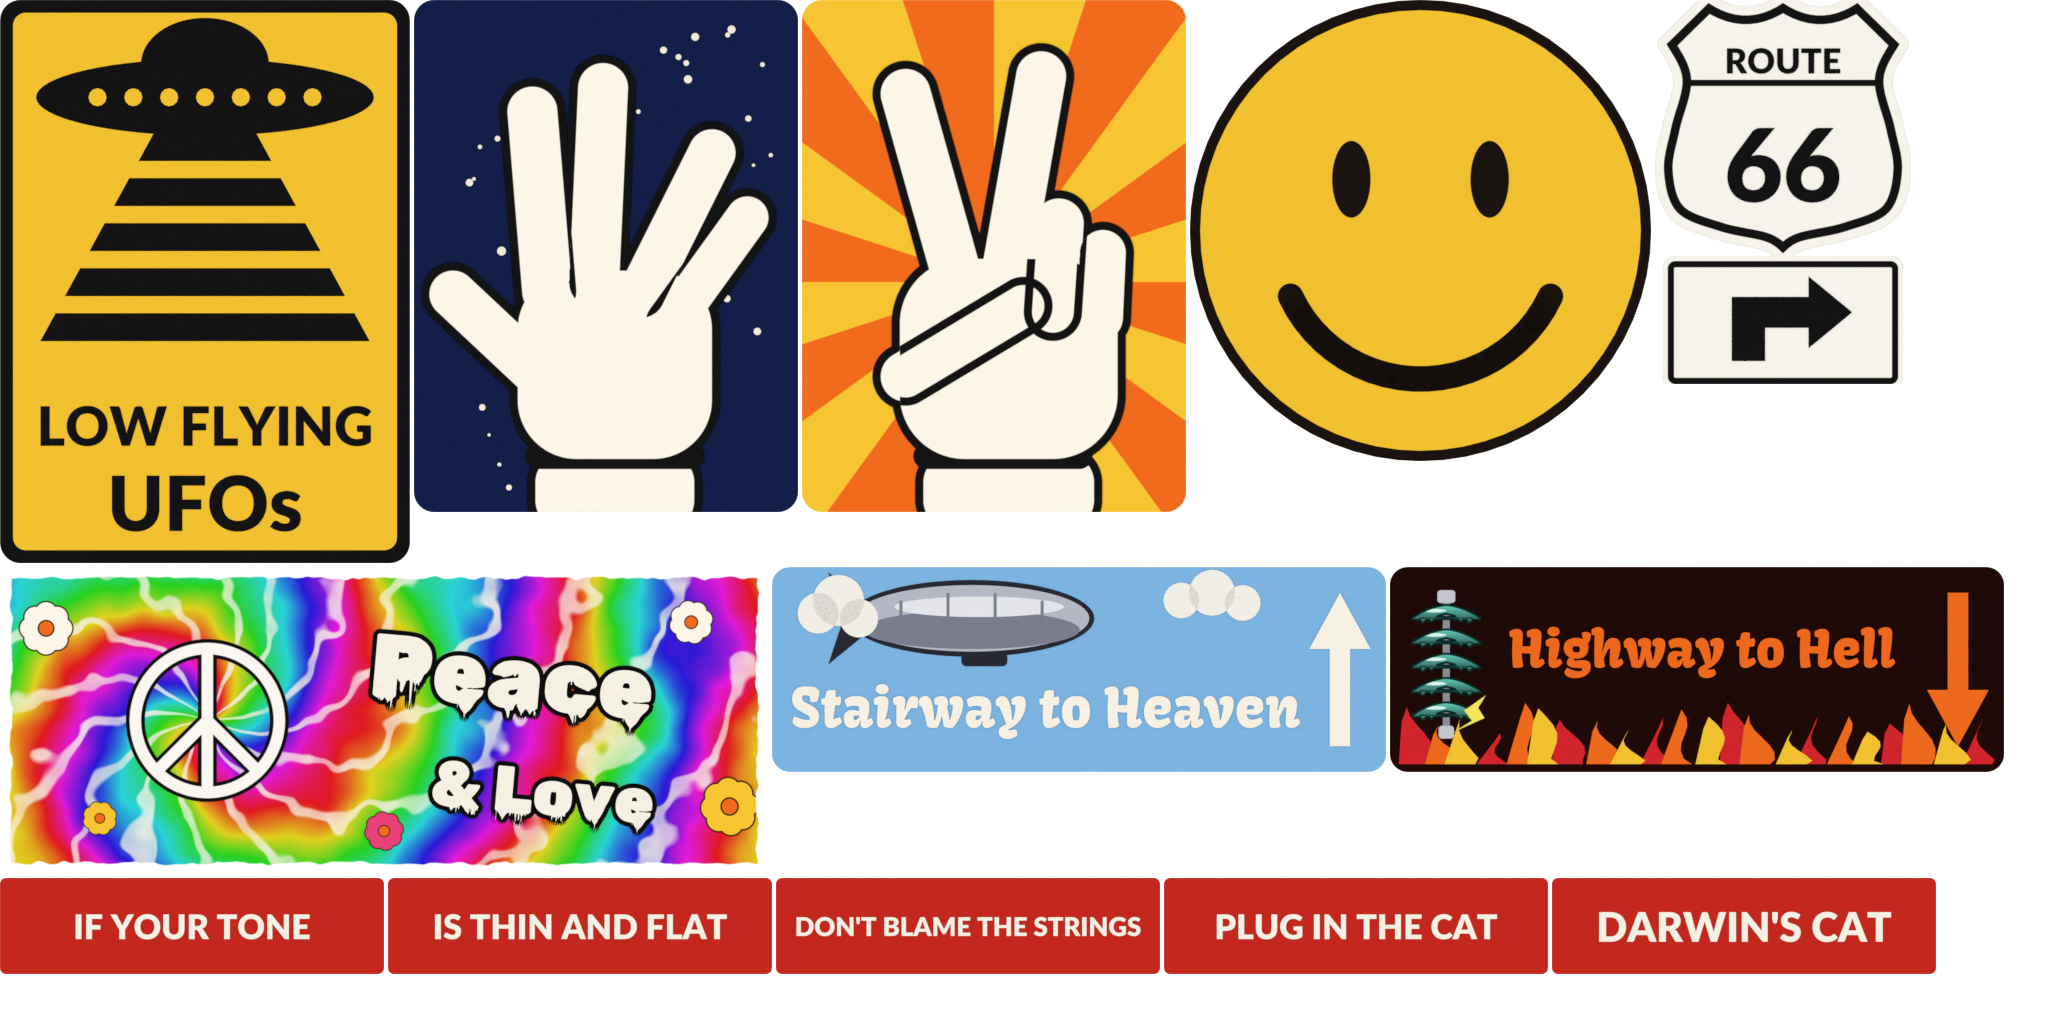 LOW FLYING
UFOs
ROUTE
66
Peace
& Love
Stairway to Heaven
Highway to Hell
IF YOUR TONE
IS THIN AND FLAT
DON'T BLAME THE STRINGS
PLUG IN THE CAT
DARWIN'S CAT